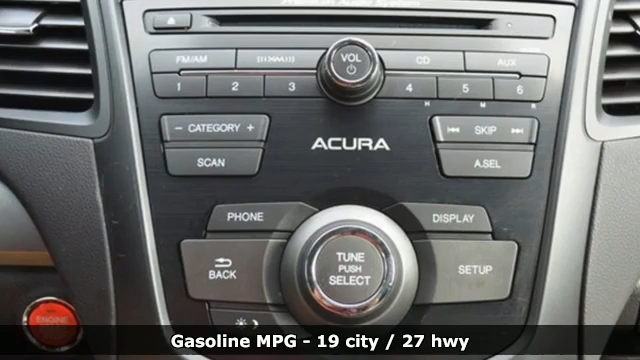 VOL
FM/AM
CD
AUX
1 2 3 4 5 6
H M R
− CATEGORY +
SKIP
ACURA
SCAN
A.SEL
PHONE
DISPLAY
TUNE
PUSH
SELECT
BACK
SETUP
ENGINE
Gasoline MPG - 19 city / 27 hwy